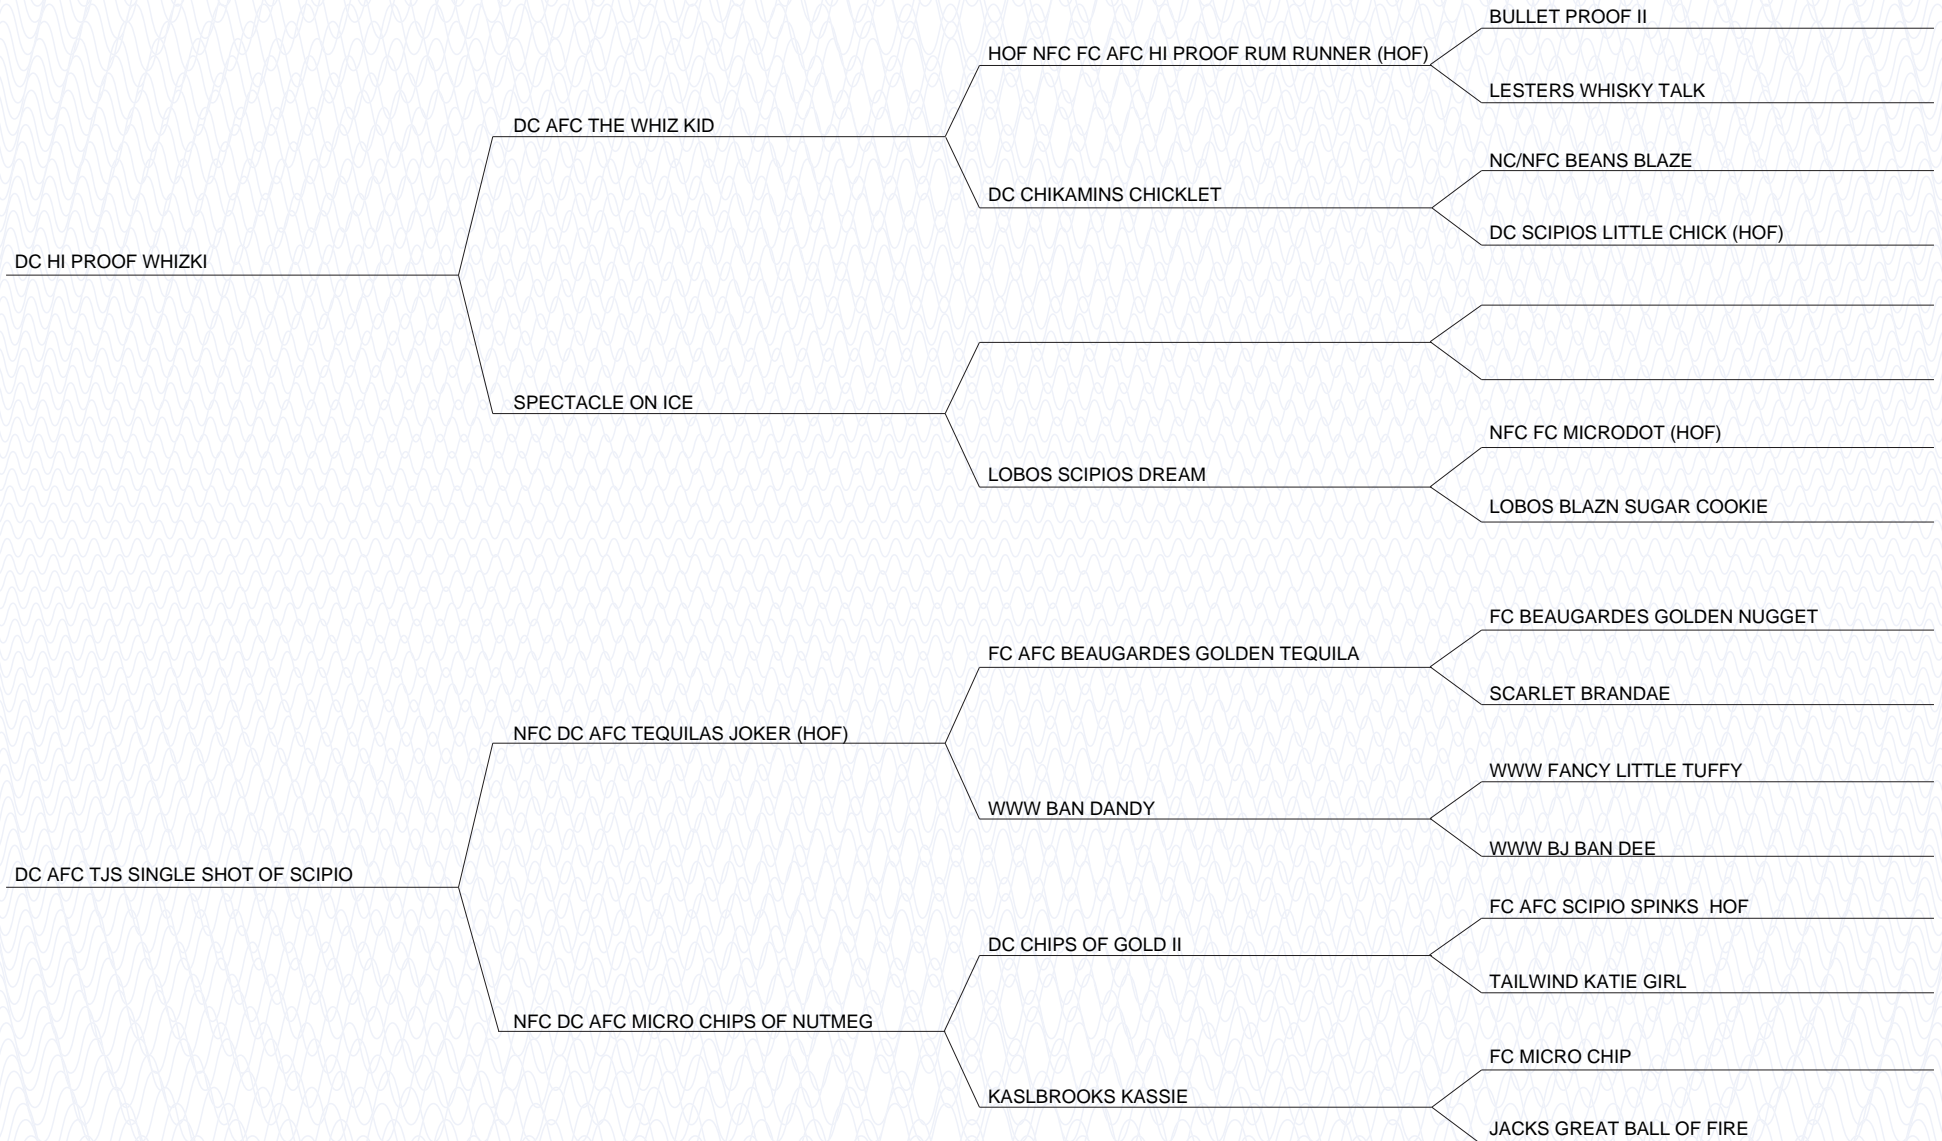 BULLET PROOF II
HOF NFC FC AFC HI PROOF RUM RUNNER (HOF)
LESTERS WHISKY TALK
DC AFC THE WHIZ KID
NC/NFC BEANS BLAZE
DC CHIKAMINS CHICKLET
DC SCIPIOS LITTLE CHICK (HOF)
DC HI PROOF WHIZKI
SPECTACLE ON ICE
NFC FC MICRODOT (HOF)
LOBOS SCIPIOS DREAM
LOBOS BLAZN SUGAR COOKIE
FC BEAUGARDES GOLDEN NUGGET
FC AFC BEAUGARDES GOLDEN TEQUILA
SCARLET BRANDAE
NFC DC AFC TEQUILAS JOKER (HOF)
WWW FANCY LITTLE TUFFY
WWW BAN DANDY
WWW BJ BAN DEE
DC AFC TJS SINGLE SHOT OF SCIPIO
FC AFC SCIPIO SPINKS  HOF
DC CHIPS OF GOLD II
TAILWIND KATIE GIRL
NFC DC AFC MICRO CHIPS OF NUTMEG
FC MICRO CHIP
KASLBROOKS KASSIE
JACKS GREAT BALL OF FIRE